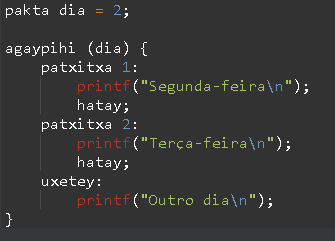 pakta dia = 2;
agaypihi (dia) {
patxitxa 1:
printf("Segunda-feira\n");
hatay;
patxitxa 2:
printf("Terça-feira\n");
hatay;
uxetey:
printf("Outro dia\n");
}